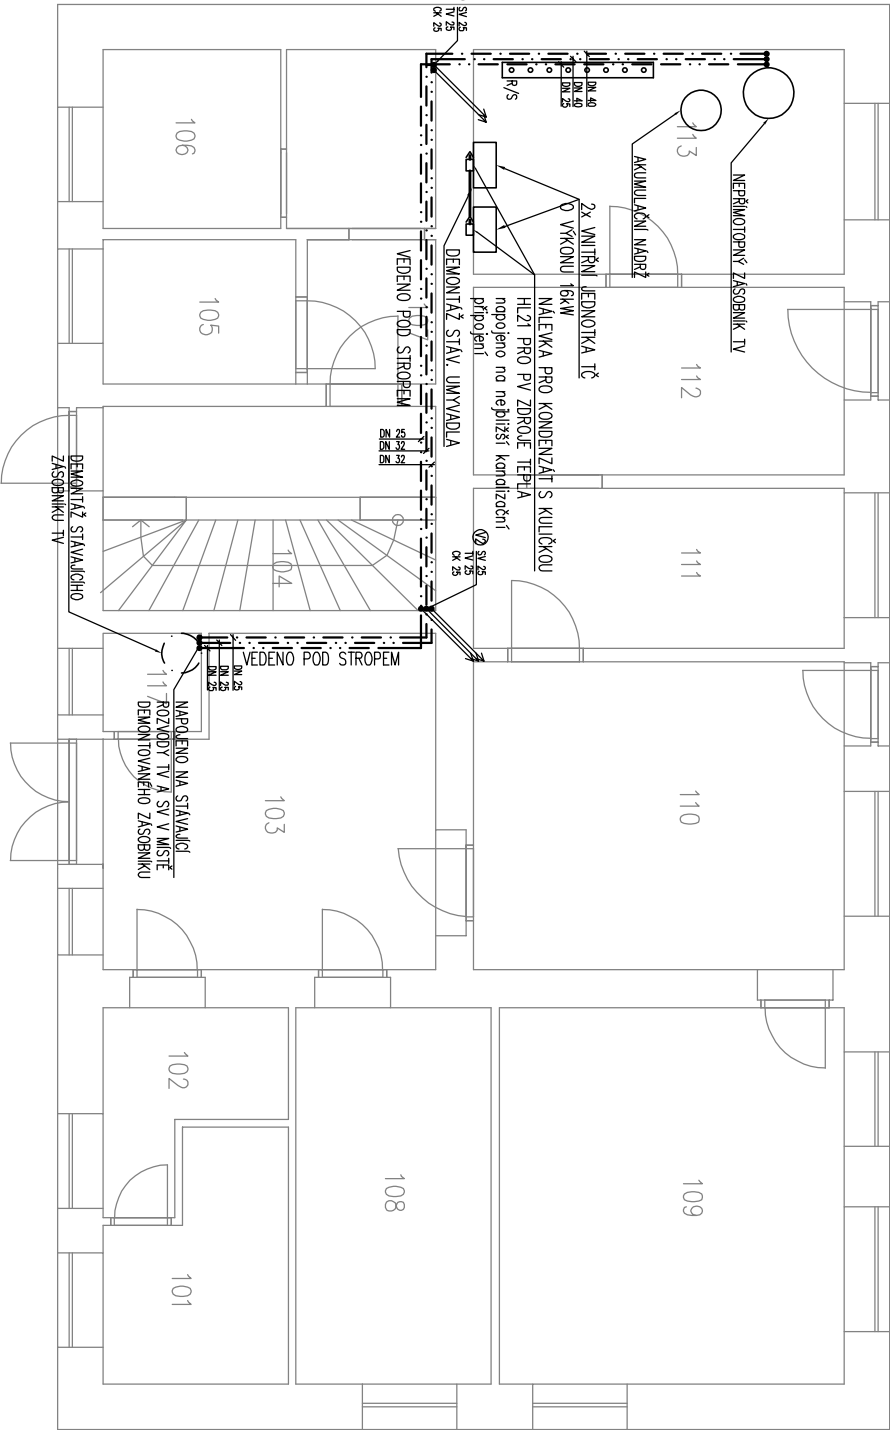 SV 25
TV 25
CK 25
DN 40
DN 40
DN 25
R/S
113
NEPŘÍMOTOPNÝ ZÁSOBNÍK TV
AKUMULAČNÍ NÁDRŽ
2x VNITŘNÍ JEDNOTKA TČ
O VÝKONU 16kW
NÁLEVKA PRO KONDENZÁT S KULIČKOU
HL21 PRO PV ZDROJE TEPLA
napojeno na nejbližší kanalizační
připojení
DEMONTÁŽ STÁV. UMYVADLA
VEDENO POD STROPEM
106
105
112
111
DN 25
DN 32
DN 32
V2
SV 25
TV 25
CK 25
104
DEMONTÁŽ STÁVAJÍCÍHO
ZÁSOBNÍKU TV
VEDENO POD STROPEM
DN 25
DN 25
DN 25
117
NAPOJENO NA STÁVAJÍCÍ
ROZVODY TV A SV V MÍSTĚ
DEMONTOVANÉHO ZÁSOBNÍKU
103
110
102
108
109
101